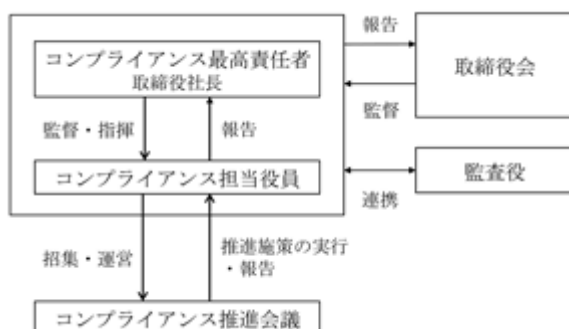 報告
コンプライアンス最高責任者
取締役社長
取締役会
監督・指揮
報告
監督
コンプライアンス担当役員
監査役
連携
招集・運営
推進施策の実行
・報告
コンプライアンス推進会議